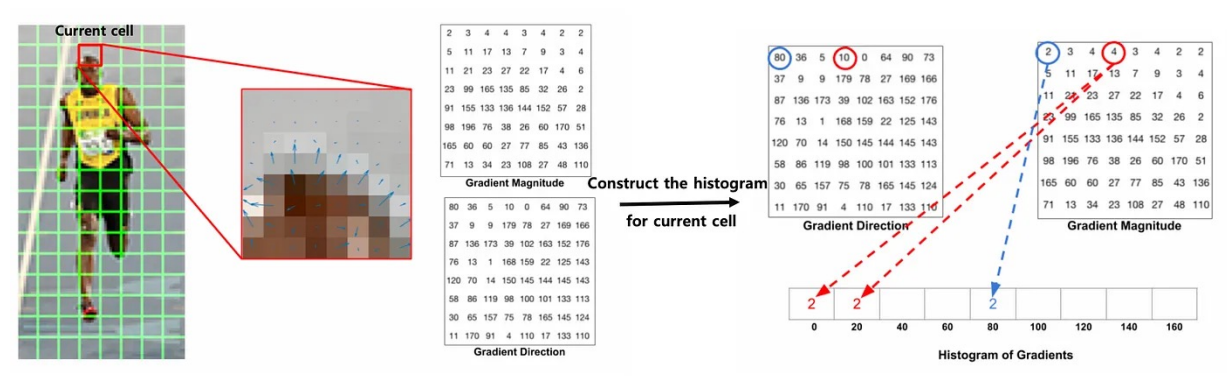 Current cell
2 3 4 4 3 4 2 2
5 11 17 13 7 9 3 4
11 21 23 27 22 17 4 6
23 99 165 135 85 32 26 2
91 155 133 136 144 152 57 28
98 196 76 38 26 60 170 51
165 60 60 27 77 85 43 136
71 13 34 23 108 27 48 110
Gradient Magnitude
80 36 5 10 0 64 90 73
37 9 9 179 78 27 169 166
87 136 173 39 102 163 152 176
76 13 1 168 159 22 125 143
120 70 14 150 145 144 145 143
58 86 119 98 100 101 133 113
30 65 157 75 78 165 145 124
11 170 91 4 110 17 133 110
Gradient Direction
Construct the histogram
for current cell
80 36 5 10 0 64 90 73
37 9 9 179 78 27 169 166
87 136 173 39 102 163 152 176
76 13 1 168 159 22 125 143
120 70 14 150 145 144 145 143
58 86 119 98 100 101 133 113
30 65 157 75 78 165 145 124
11 170 91 4 110 17 133 110
Gradient Direction
2 3 4 4 3 4 2 2
5 11 17 13 7 9 3 4
11 21 23 27 22 17 4 6
23 99 165 135 85 32 26 2
91 155 133 136 144 152 57 28
98 196 76 38 26 60 170 51
165 60 60 27 77 85 43 136
71 13 34 23 108 27 48 110
Gradient Magnitude
2 2 2
0 20 40 60 80 100 120 140 160
Histogram of Gradients